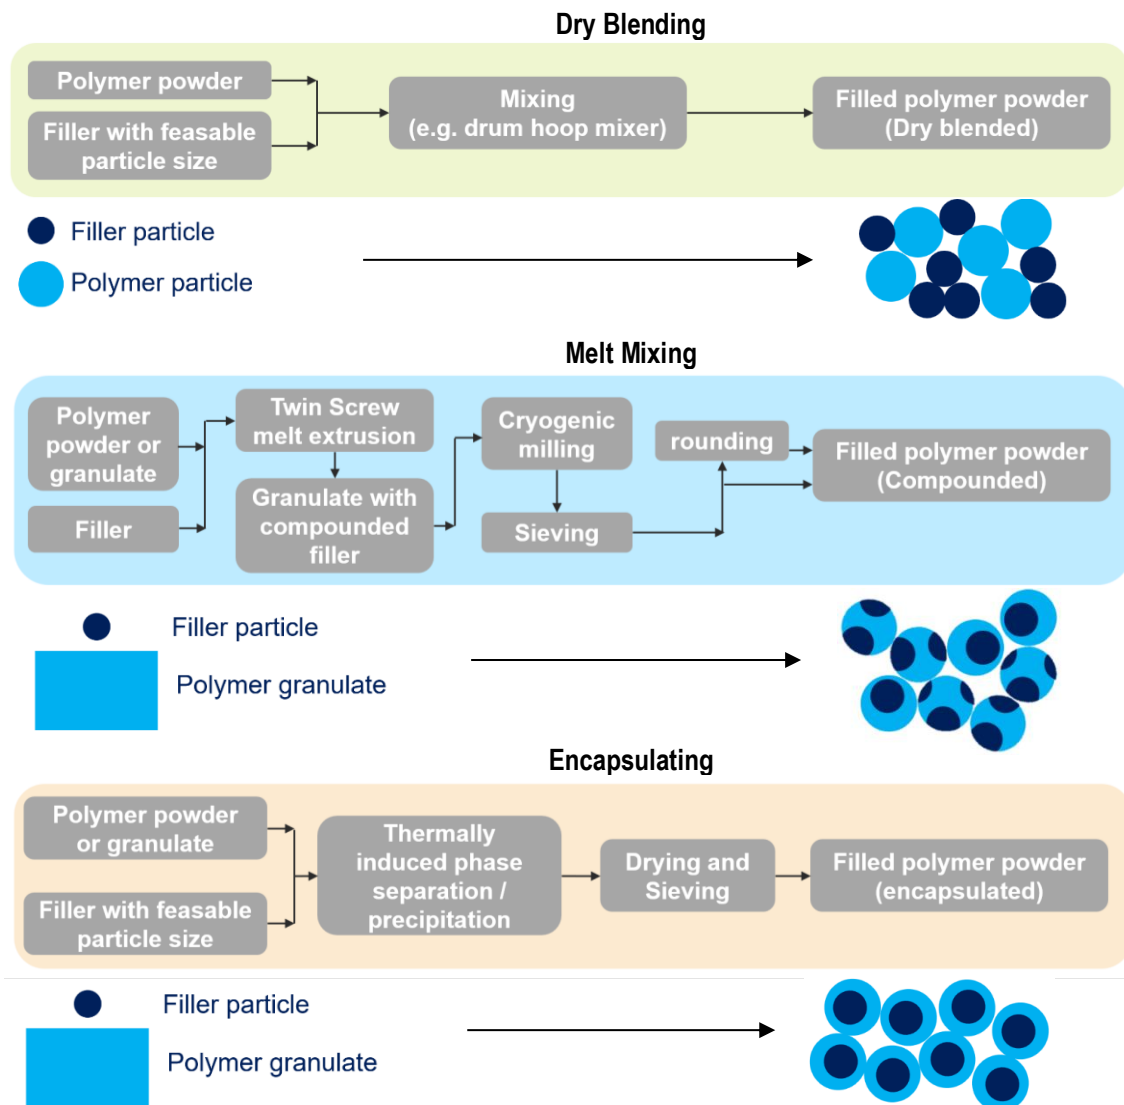 Dry Blending
Polymer powder
Filler with feasable
particle size
Mixing
(e.g. drum hoop mixer)
Filled polymer powder
(Dry blended)
Filler particle
Polymer particle
Melt Mixing
Polymer
powder or
granulate
Filler
Twin Screw
melt extrusion
Granulate with
compounded
filler
Cryogenic
milling
Sieving
rounding
Filled polymer powder
(Compounded)
Filler particle
Polymer granulate
Encapsulating
Polymer powder
or granulate
Filler with feasable
particle size
Thermally
induced phase
separation /
precipitation
Drying and
Sieving
Filled polymer powder
(encapsulated)
Filler particle
Polymer granulate